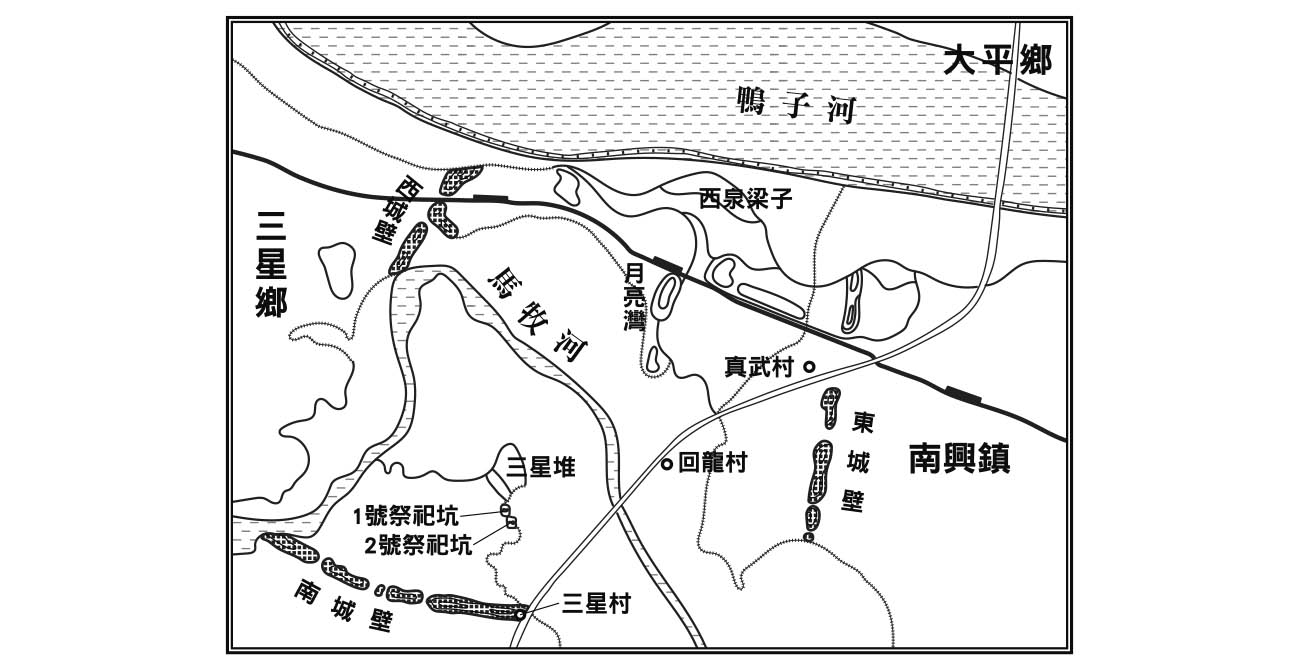 大平鄉
鴨子河
西泉梁子
西城壁
三星鄉
馬牧河
月亮灣
真武村
東城壁
南興鎮
回龍村
三星堆
1號祭祀坑
2號祭祀坑
三星村
南城壁